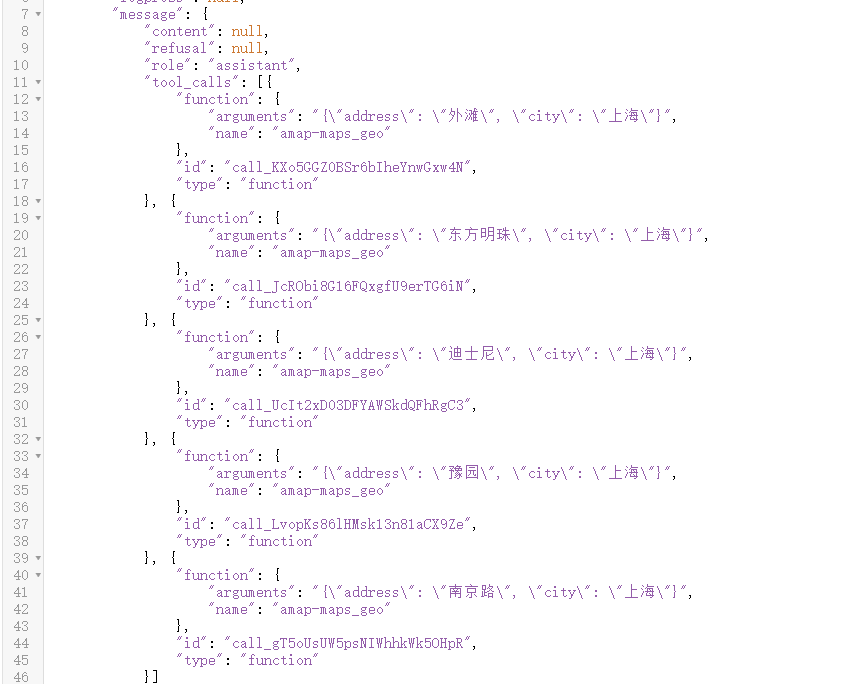 7 "message": {
8 "content": null,
9 "refusal": null,
10 "role": "assistant",
11 "tool_calls": [{
12 "function": {
13 "arguments": "{\"address\": \"外滩\", \"city\": \"上海\"}",
14 "name": "amap-maps_geo"
15 },
16 "id": "call_KXo5GGZ0BSr6bIheYnwGxw4N",
17 "type": "function"
18 }, {
19 "function": {
20 "arguments": "{\"address\": \"东方明珠\", \"city\": \"上海\"}",
21 "name": "amap-maps_geo"
22 },
23 "id": "call_JcRObi8G16FQxgfU9erTG6iN",
24 "type": "function"
25 }, {
26 "function": {
27 "arguments": "{\"address\": \"迪士尼\", \"city\": \"上海\"}",
28 "name": "amap-maps_geo"
29 },
30 "id": "call_UcIt2xD03DFYAWSkdQFhRgC3",
31 "type": "function"
32 }, {
33 "function": {
34 "arguments": "{\"address\": \"豫园\", \"city\": \"上海\"}",
35 "name": "amap-maps_geo"
36 },
37 "id": "call_LvopKs86lHMsk13n81aCX9Ze",
38 "type": "function"
39 }, {
40 "function": {
41 "arguments": "{\"address\": \"南京路\", \"city\": \"上海\"}",
42 "name": "amap-maps_geo"
43 },
44 "id": "call_gT5oUsUW5psNIWhhkWk5OHpR",
45 "type": "function"
46 }]